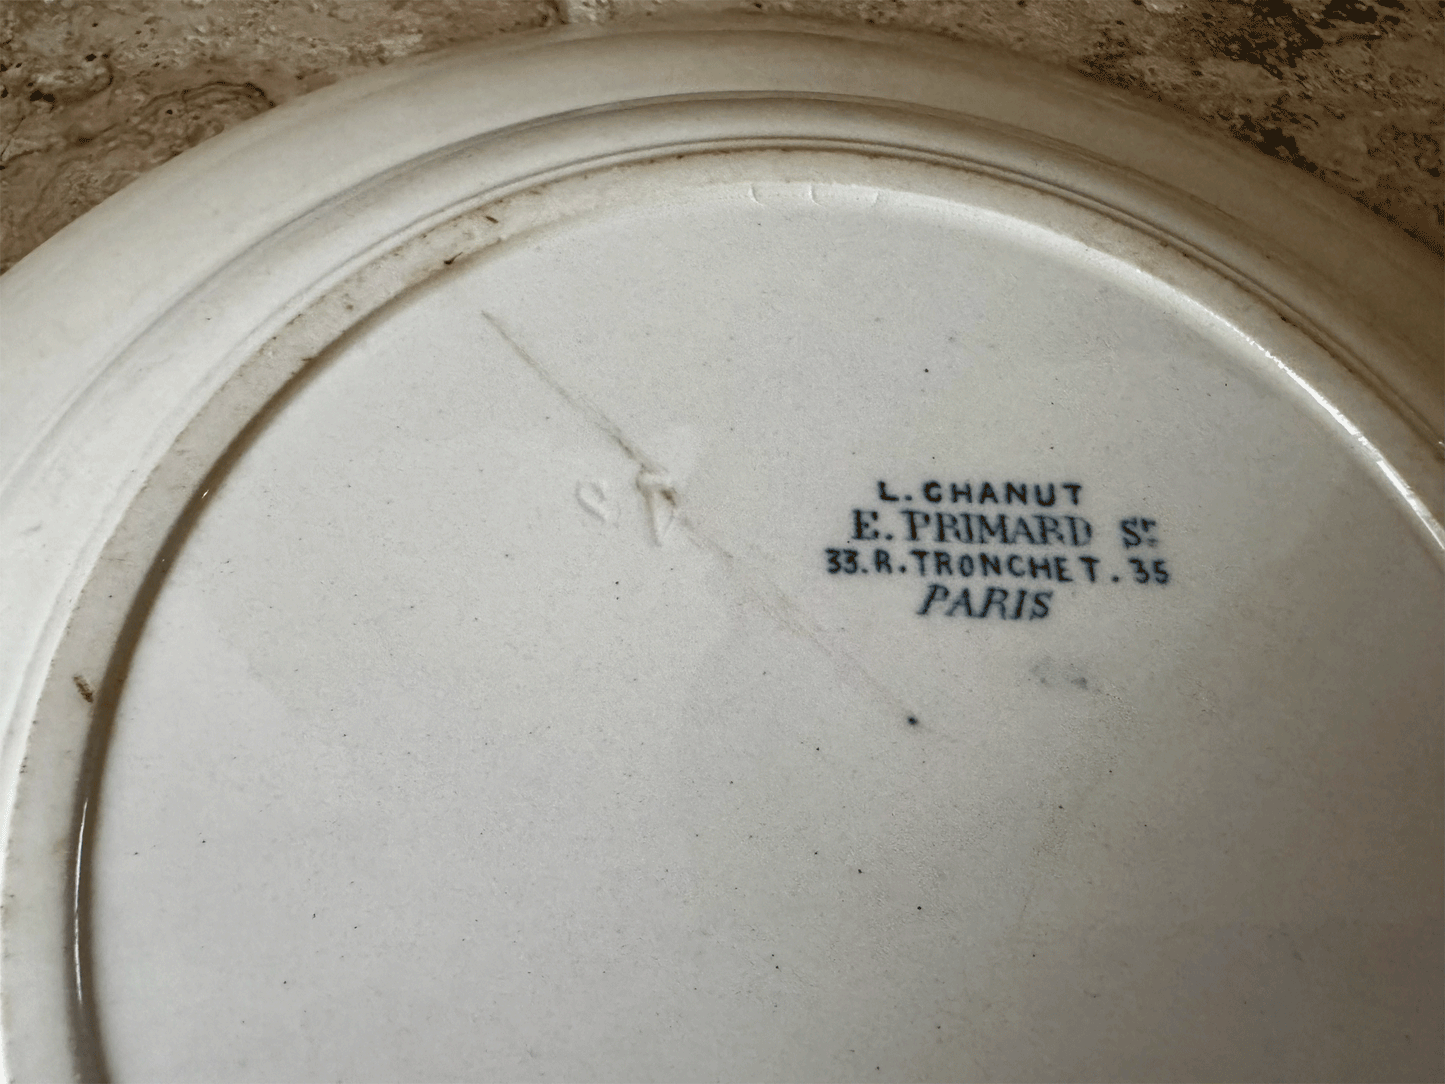 L. CHANUT
E. PRIMARD Sr.
33. R. TRONCHET. 35
PARIS